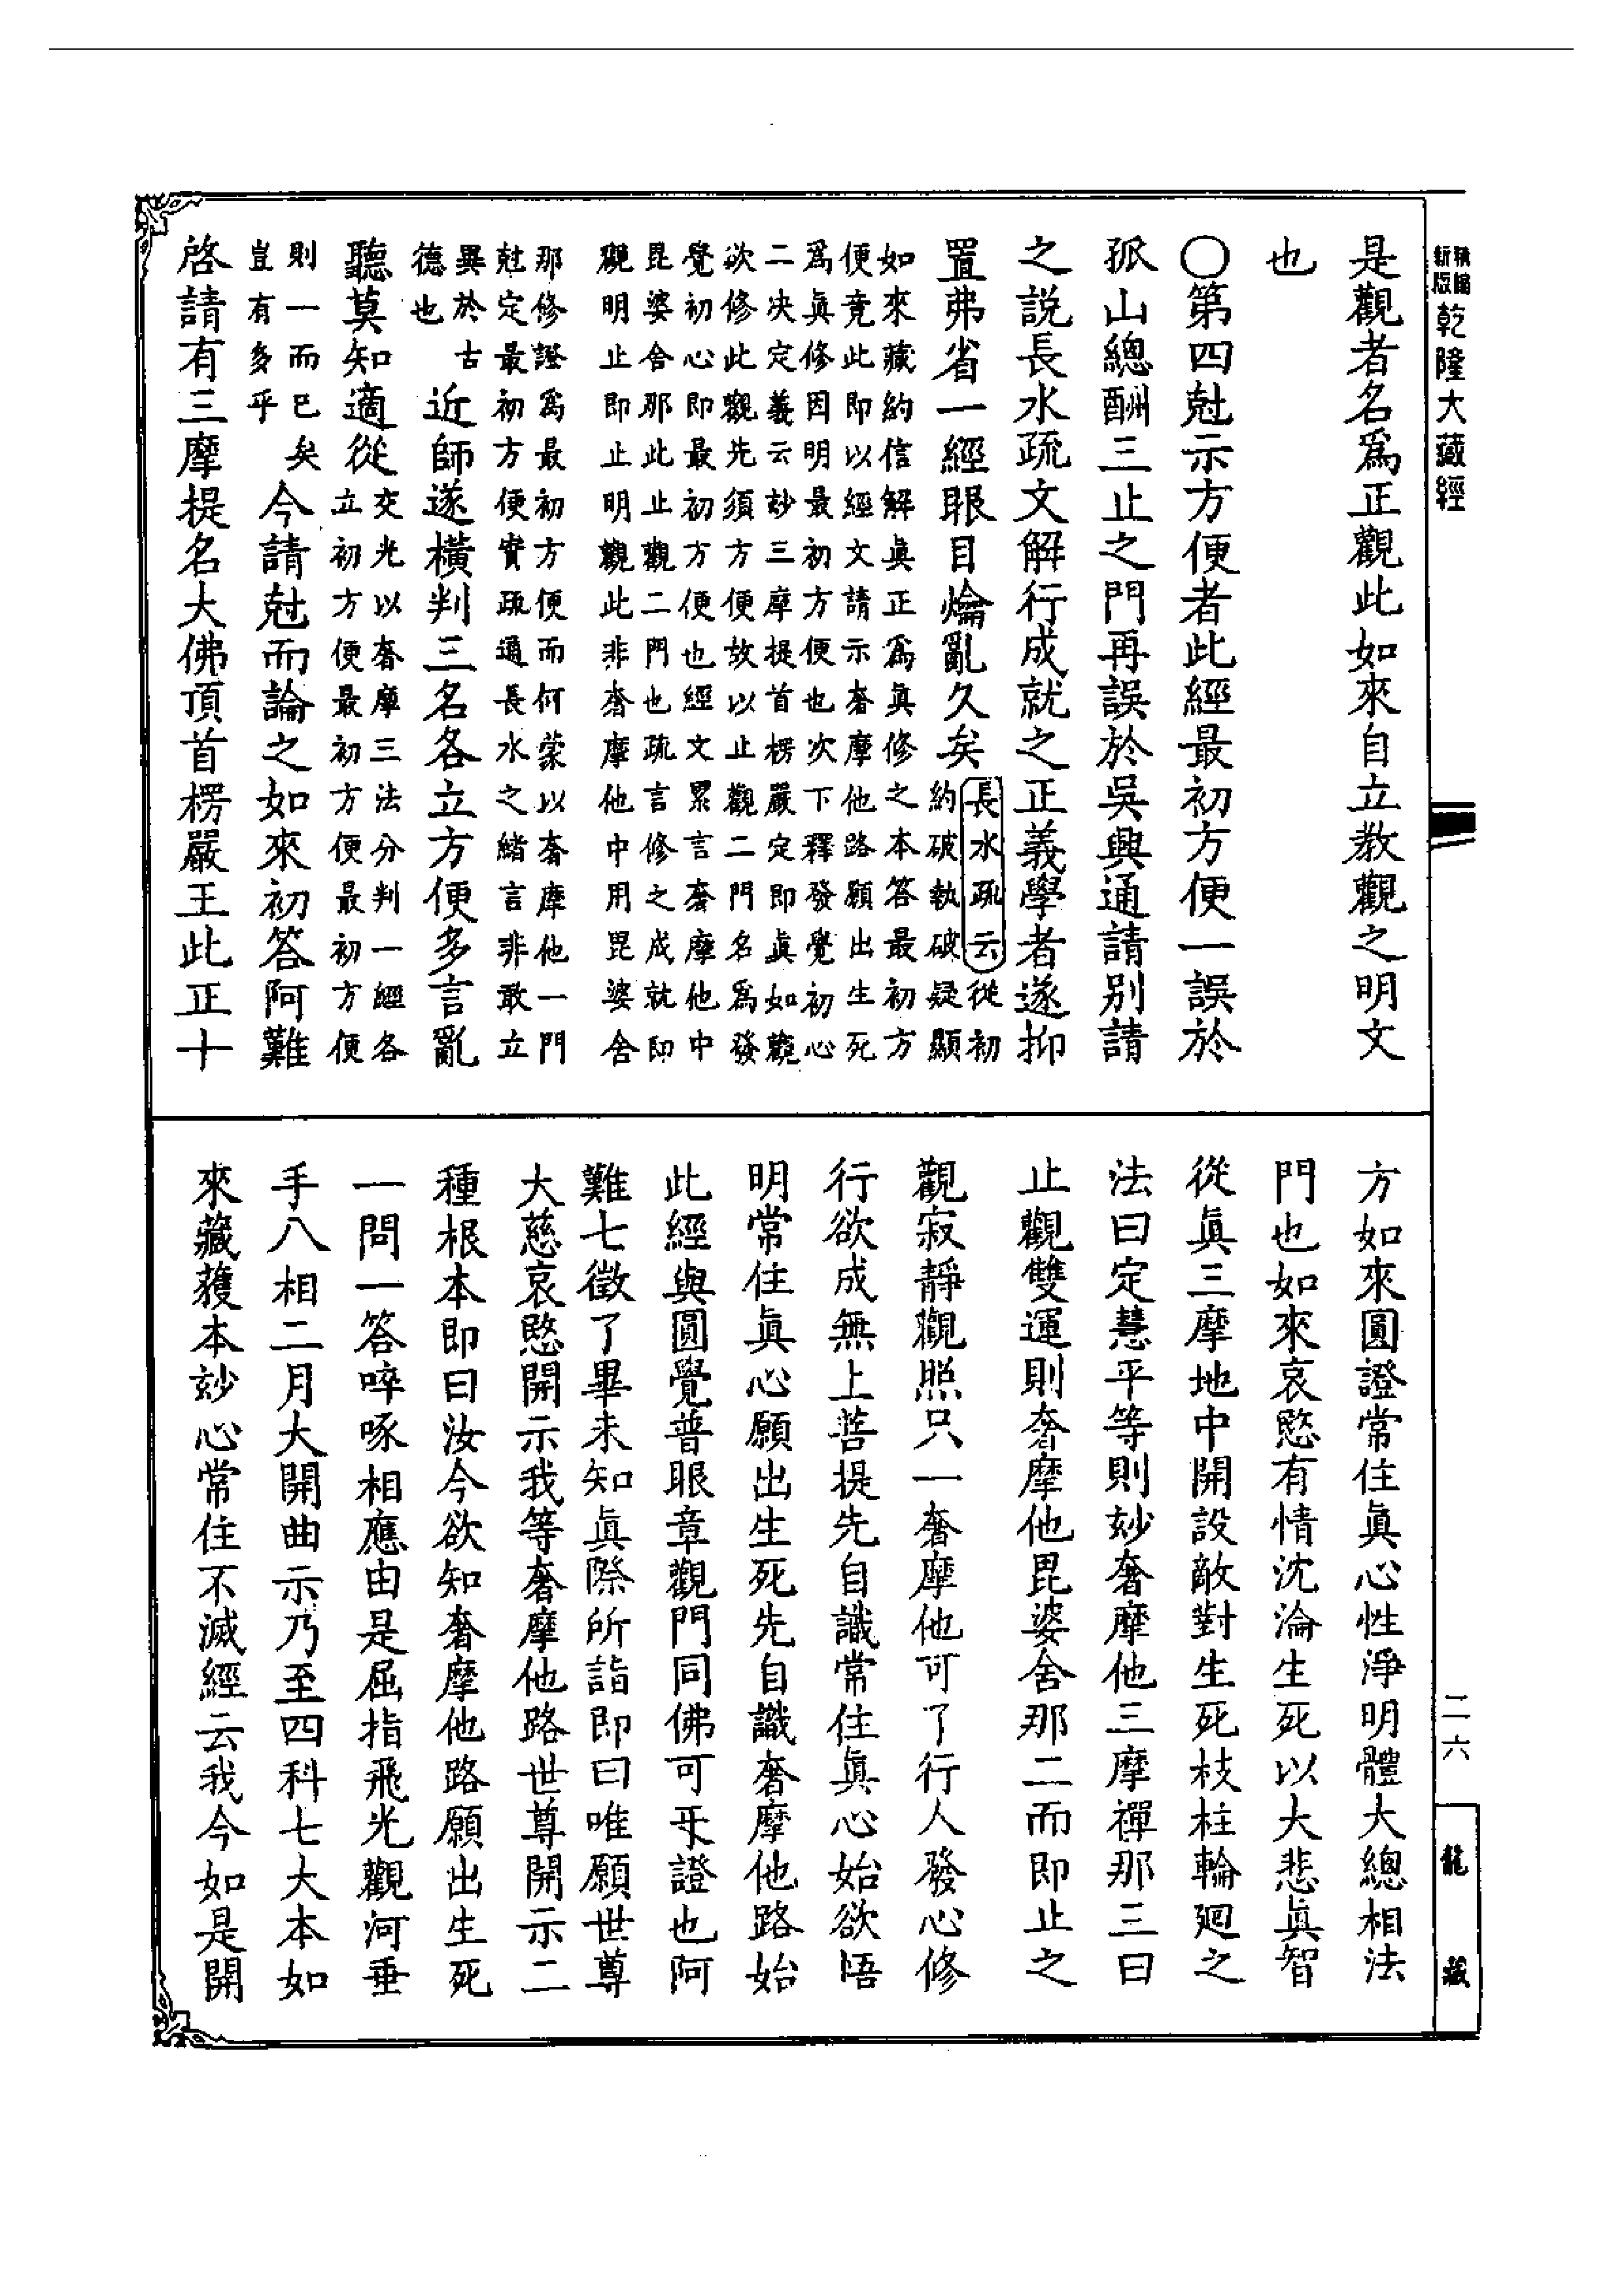 精縮
新版
乾隆大藏經
是觀者名爲正觀此如來自立教觀之明文
也
○第四尅示方便者此經最初方便一誤於
孤山總酬三止之門再誤於吳興通請別請
之說長水疏文解行成就之正義學者遂抑
置弗省一經眼目爚亂久矣
長水疏云從初
約破執破疑顯
如來藏約信解眞正爲眞修之本答最初方
便竟此即以經文請示奢摩他路願出生死
爲眞修因明最初方便也次下釋發覺初心
二决定義云玅三摩提首楞嚴定即眞如觀
欲修此觀先須方便故以止觀二門名爲發
覺初心即最初方便也經文累言奢摩他中
毘婆舍那此止觀二門也疏言修之成就即
觀明止即止明觀此非奢摩他中用毘婆舍
那修證爲最初方便而何蒙以奢摩他一門
尅定最初方便實疏通長水之緒言非敢立
異於古
德也
近師遂橫判三名各立方便多言亂
聽莫知適從
交光以奢摩三法分判一經各
立初方便最初方便最初方便
則一而已矣
豈有多乎
今請尅而論之如來初答阿難
啓請有三摩提名大佛頂首楞嚴王此正十
方如來圓證常住眞心性淨明體大總相法
門也如來哀愍有情沈淪生死以大悲眞智
從眞三摩地中開設敵對生死枝柱輪廻之
法曰定慧平等則玅奢摩他三摩禪那三曰
止觀雙運則奢摩他毘婆舍那二而即止之
觀寂靜觀照只一奢摩他可了行人發心修
行欲成無上菩提先自識常住眞心始欲悟
明常住眞心願出生死先自識奢摩他路始
此經與圓覺普眼章觀門同佛可㸦證也阿
難七徵了畢未知眞際所詣即曰唯願世尊
大慈哀愍開示我等奢摩他路世尊開示二
種根本即曰汝今欲知奢摩他路願出生死
一問一答啐啄相應由是屈指飛光觀河垂
手八相二月大開曲示乃至四科七大本如
來藏蓰本玅心常住不滅經云我今如是開
二六
龍藏